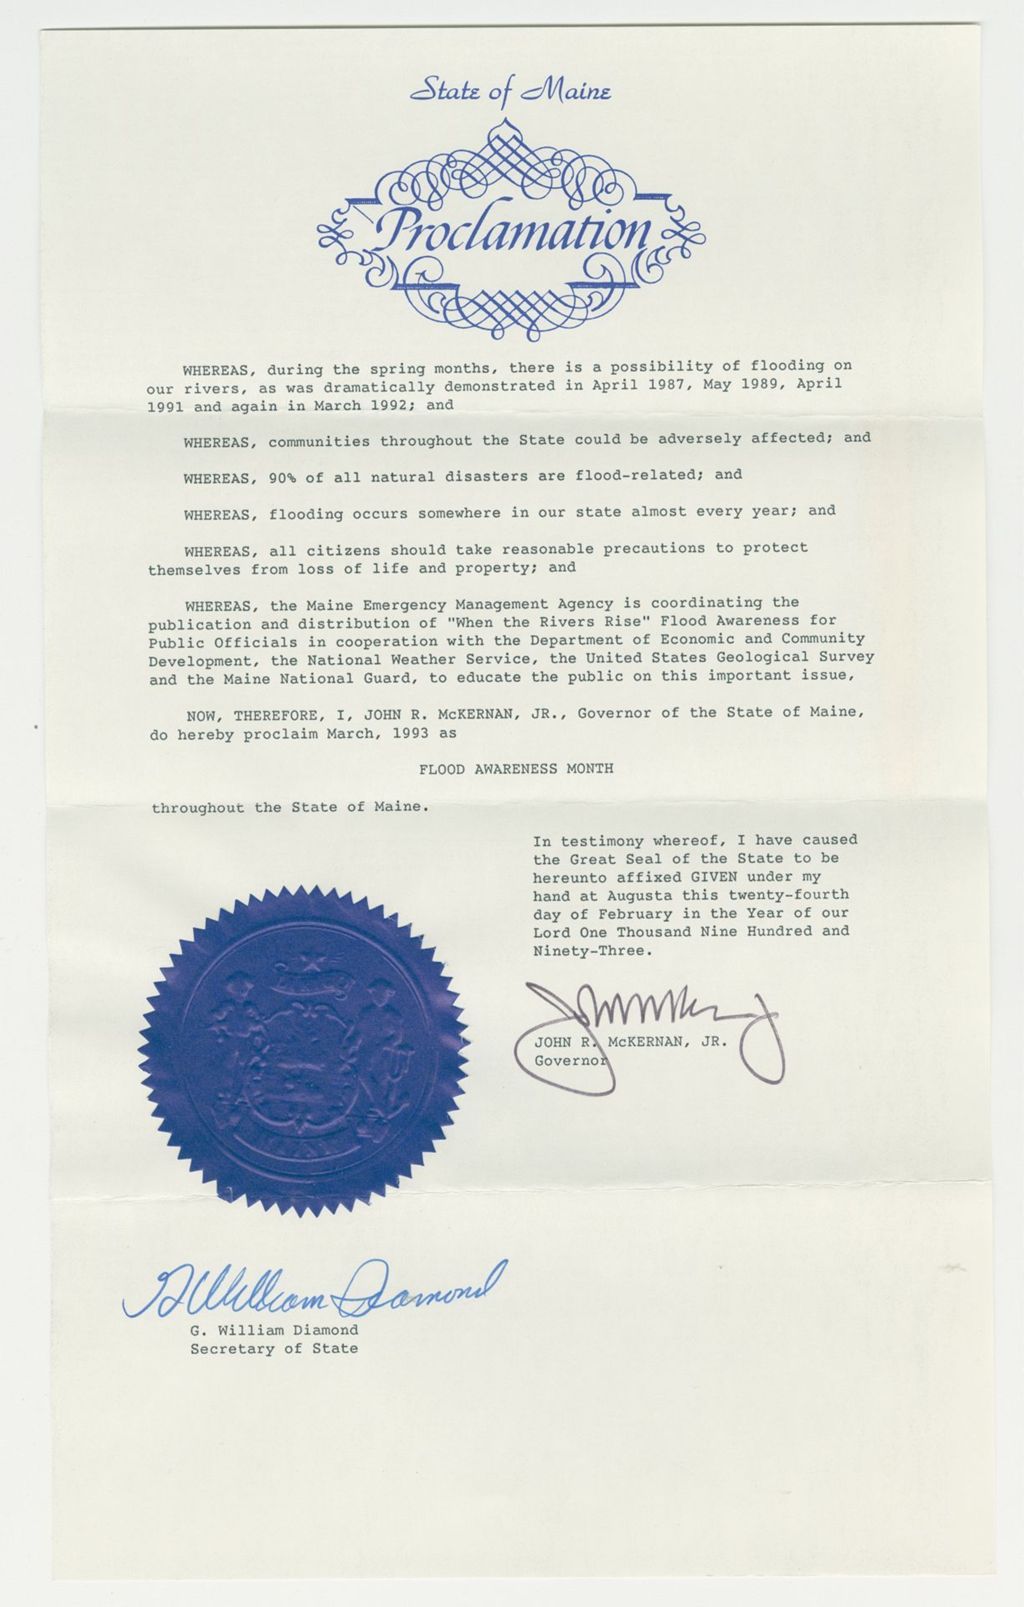 State of Maine
Proclamation
WHEREAS, during the spring months, there is a possibility of flooding on
our rivers, as was dramatically demonstrated in April 1987, May 1989, April
1991 and again in March 1992; and
WHEREAS, communities throughout the State could be adversely affected; and
WHEREAS, 90% of all natural disasters are flood-related; and
WHEREAS, flooding occurs somewhere in our state almost every year; and
WHEREAS, all citizens should take reasonable precautions to protect
themselves from loss of life and property; and
WHEREAS, the Maine Emergency Management Agency is coordinating the
publication and distribution of "When the Rivers Rise" Flood Awareness for
Public Officials in cooperation with the Department of Economic and Community
Development, the National Weather Service, the United States Geological Survey
and the Maine National Guard, to educate the public on this important issue,
NOW, THEREFORE, I, JOHN R. McKERNAN, JR., Governor of the State of Maine,
do hereby proclaim March, 1993 as
FLOOD AWARENESS MONTH
throughout the State of Maine.
In testimony whereof, I have caused
the Great Seal of the State to be
hereunto affixed GIVEN under my
hand at Augusta this twenty-fourth
day of February in the Year of our
Lord One Thousand Nine Hundred and
Ninety-Three.
JOHN R. McKERNAN, JR.
Governor
G William Diamond
G. William Diamond
Secretary of State